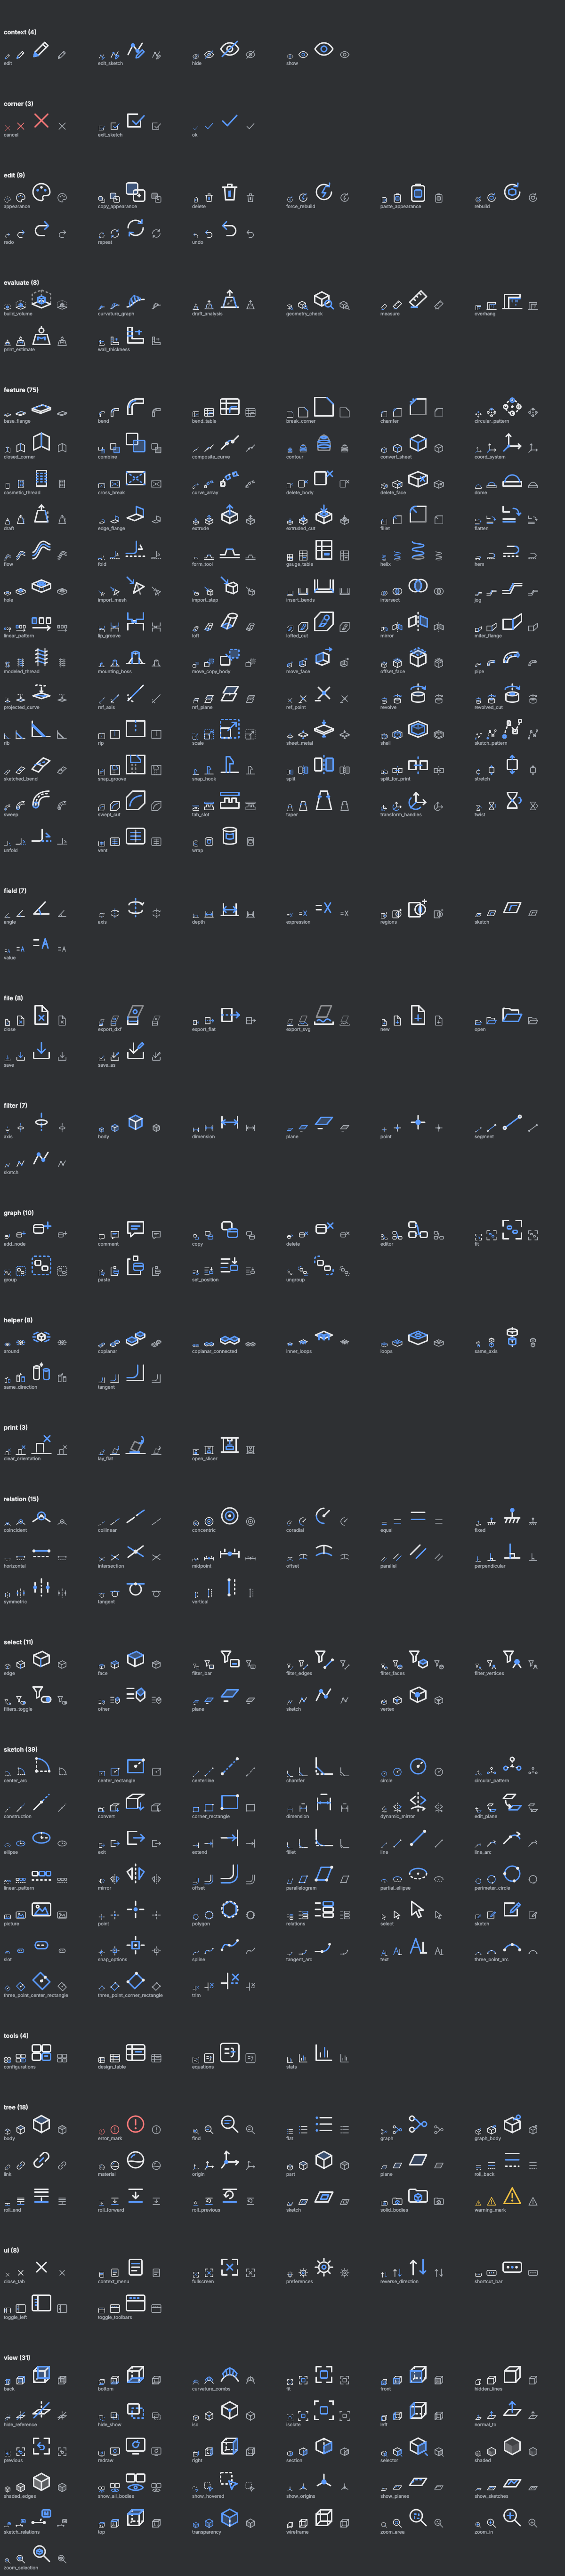 context (4)
edit edit_sketch hide show
corner (3)
cancel exit_sketch ok
edit (9)
appearance copy_appearance delete force_rebuild paste_appearance rebuild
redo repeat undo
evaluate (8)
build_volume curvature_graph draft_analysis geometry_check measure overhang
print_estimate wall_thickness
feature (75)
base_flange bend bend_table break_corner chamfer circular_pattern
closed_corner combine composite_curve contour convert_sheet coord_system
cosmetic_thread cross_break curve_array delete_body delete_face dome
draft edge_flange extrude extruded_cut fillet flatten
flow fold form_tool gauge_table helix hem
hole import_mesh import_step insert_bends intersect jog
linear_pattern lip_groove loft lofted_cut mirror miter_flange
modeled_thread mounting_boss move_copy_body move_face offset_face pipe
projected_curve ref_axis ref_plane ref_point revolve revolved_cut
rib rip scale sheet_metal shell sketch_pattern
sketched_bend snap_groove snap_hook split split_for_print stretch
sweep swept_cut tab_slot taper transform_handles twist
unfold vent wrap
field (7)
angle axis depth expression regions sketch
value
file (8)
close export_dxf export_flat export_svg new open
save save_as
filter (7)
axis body dimension plane point segment
sketch
graph (10)
add_node comment copy delete editor fit
group paste set_position ungroup
helper (8)
around coplanar coplanar_connected inner_loops loops same_axis
same_direction tangent
print (3)
clear_orientation lay_flat open_slicer
relation (15)
coincident collinear concentric coradial equal fixed
horizontal intersection midpoint offset parallel perpendicular
symmetric tangent vertical
select (11)
edge face filter_bar filter_edges filter_faces filter_vertices
filters_toggle other plane sketch vertex
sketch (39)
center_arc center_rectangle centerline chamfer circle circular_pattern
construction convert corner_rectangle dimension dynamic_mirror edit_plane
ellipse exit extend fillet line line_arc
linear_pattern mirror offset parallelogram partial_ellipse perimeter_circle
picture point polygon relations select sketch
slot snap_options spline tangent_arc text three_point_arc
three_point_center_rectangle three_point_corner_rectangle trim
tools (4)
configurations design_table equations stats
tree (18)
body error_mark find flat graph graph_body
link material origin part plane roll_back
roll_end roll_forward roll_previous sketch solid_bodies warning_mark
ui (8)
close_tab context_menu fullscreen preferences reverse_direction shortcut_bar
toggle_left toggle_toolbars
view (31)
back bottom curvature_combs fit front hidden_lines
hide_reference hide_show iso isolate left normal_to
previous redraw right section selector shaded
shaded_edges show_all_bodies show_hovered show_origins show_planes show_sketches
sketch_relations top transparency wireframe zoom_area zoom_in
zoom_selection